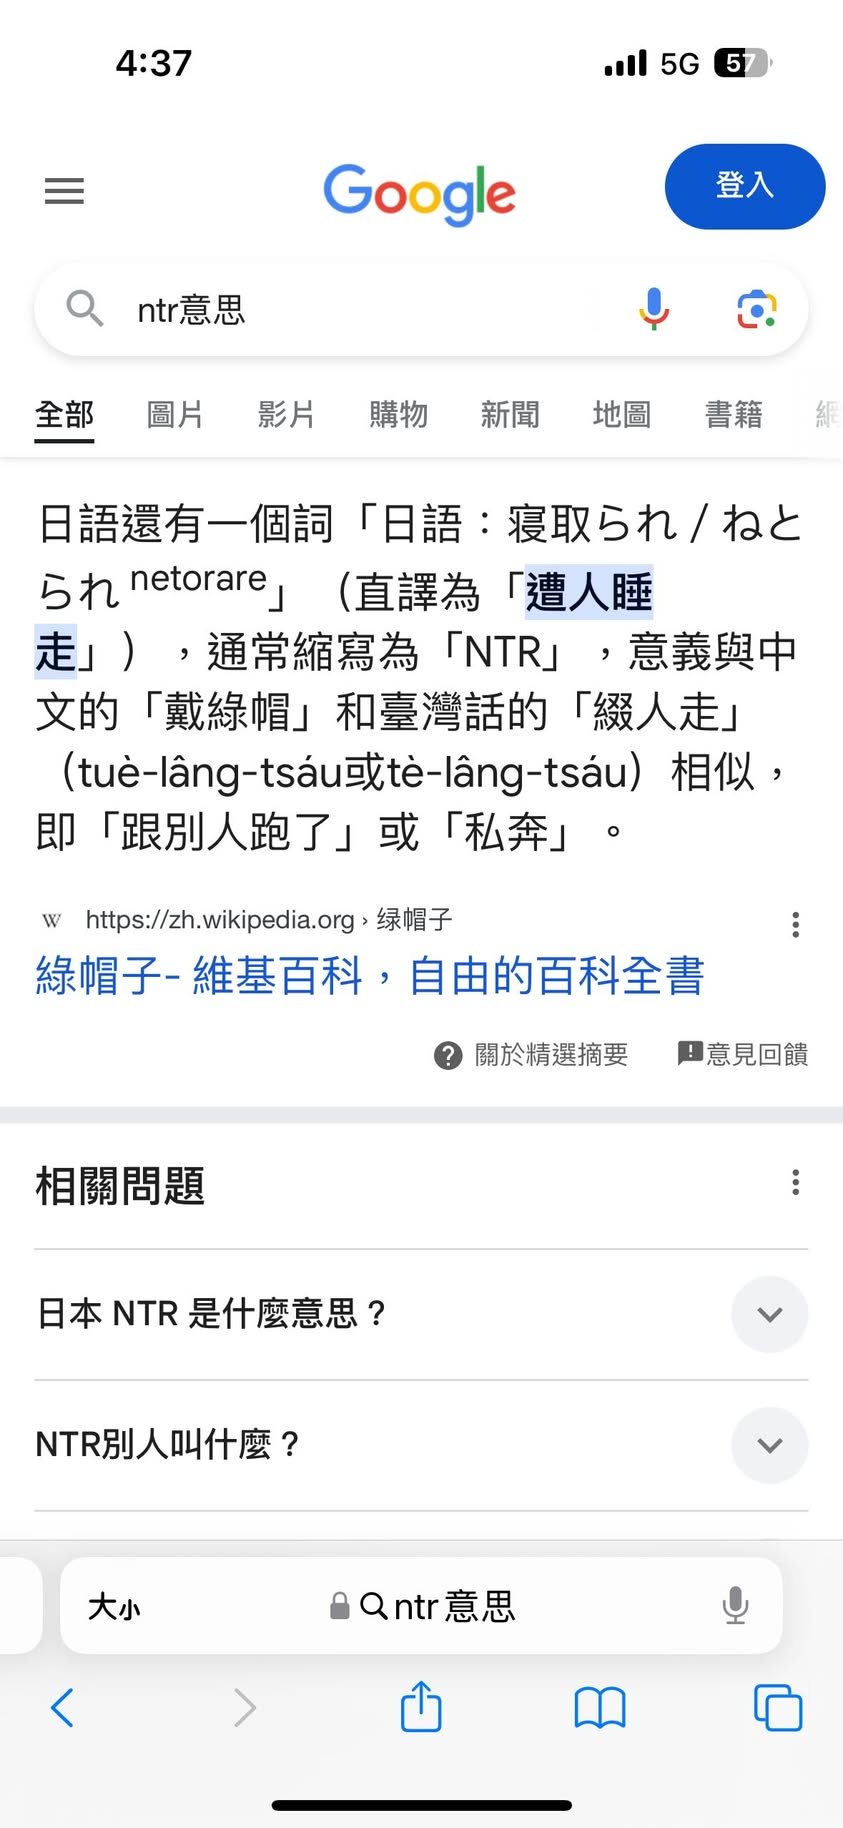 4:37
5G 57
Google
登入
ntr意思
全部 圖片 影片 購物 新聞 地圖 書籍 網
日語還有一個詞「日語：寝取られ / ねと
られ netorare」（直譯為「遭人睡
走」），通常縮寫為「NTR」，意義與中
文的「戴綠帽」和臺灣話的「綴人走」
（tuè-lâng-tsáu或tè-lâng-tsáu）相似，
即「跟別人跑了」或「私奔」。
W https://zh.wikipedia.org › 绿帽子
綠帽子- 維基百科，自由的百科全書
關於精選摘要 意見回饋
相關問題
日本 NTR 是什麼意思？
NTR別人叫什麼？
大小 ntr意思